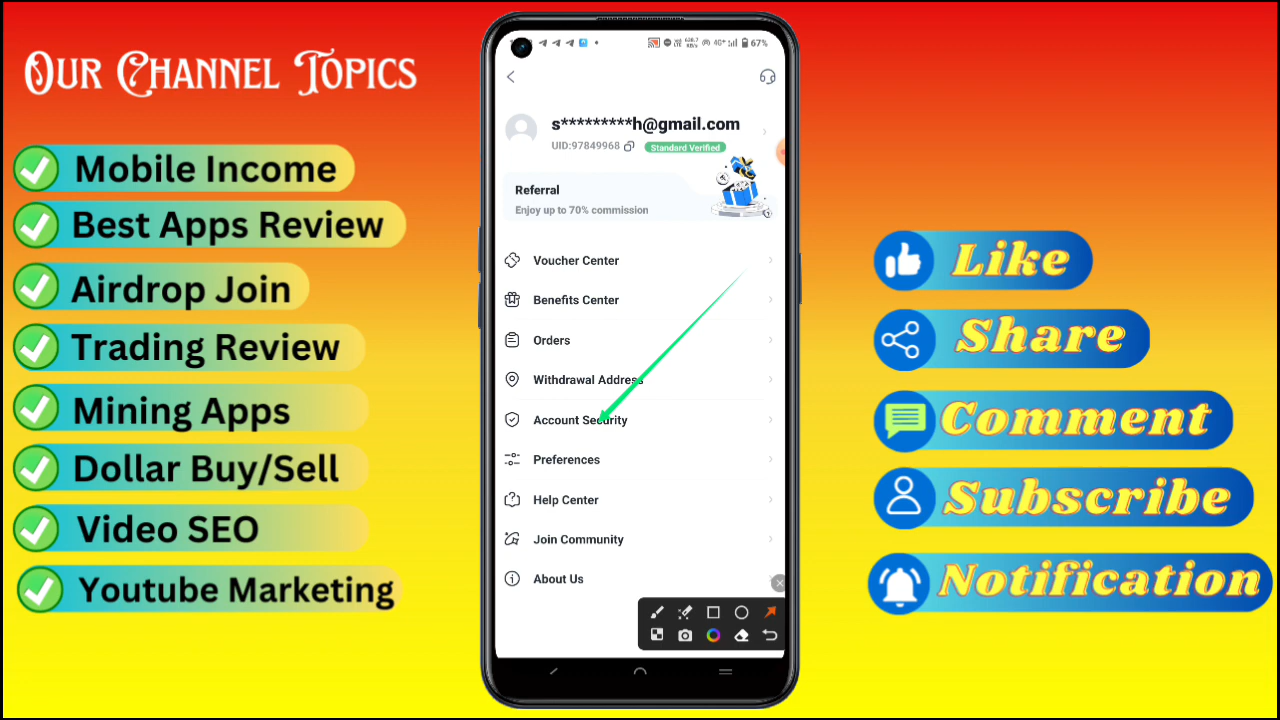 Our Channel Topics
Mobile Income
Best Apps Review
Airdrop Join
Trading Review
Mining Apps
Dollar Buy/Sell
Video SEO
Youtube Marketing
67%
s*********h@gmail.com
UID:97849968
Standard Verified
Referral
Enjoy up to 70% commission
Voucher Center
Benefits Center
Orders
Withdrawal Address
Account Security
Preferences
Help Center
Join Community
About Us
Like
Share
Comment
Subscribe
Notification